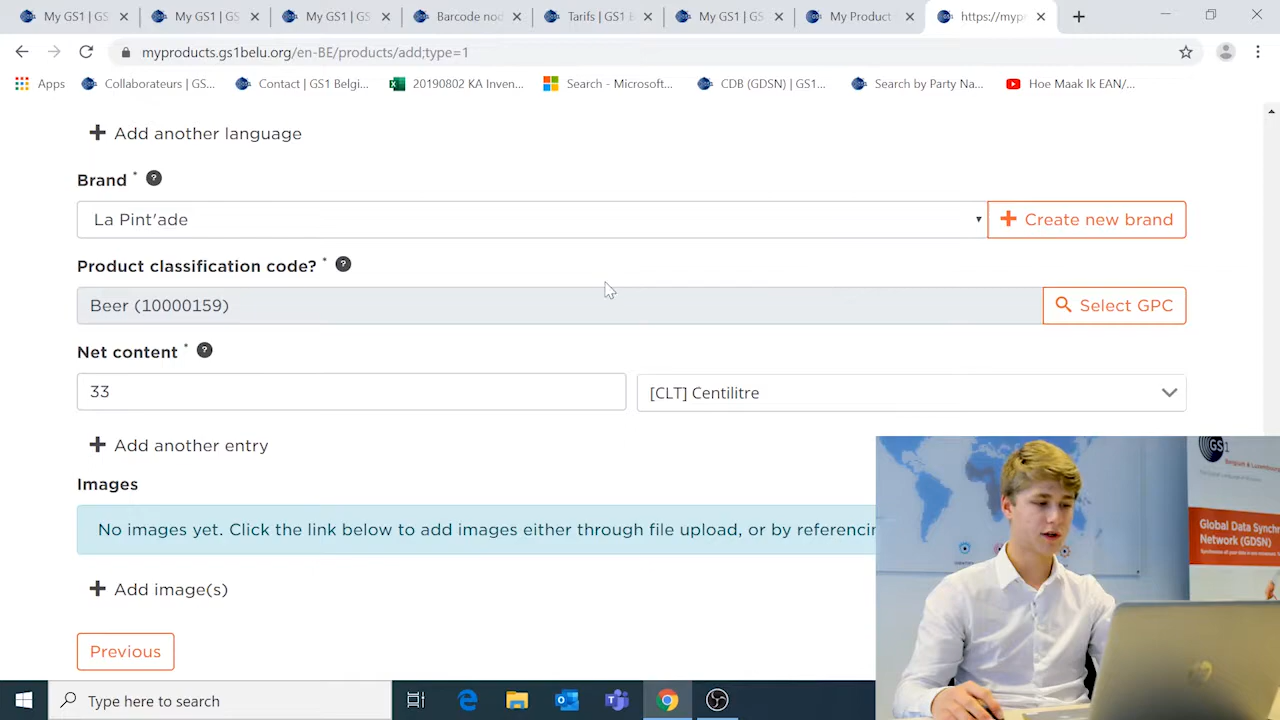 My GS1 | GS
My GS1 | GS
My GS1 | GS
Barcode nod
Tarifs | GS1 B
My GS1 | GS
My Product
https://mypr
myproducts.gs1belu.org/en-BE/products/add;type=1
Apps
Collaborateurs | GS...
Contact | GS1 Belgi...
20190802 KA Inven...
Search - Microsoft...
CDB (GDSN) | GS1...
Search by Party Na...
Hoe Maak Ik EAN/...
Add another language
Brand *
La Pint'ade
Create new brand
Product classification code? *
Beer (10000159)
Select GPC
Net content *
33
[CLT] Centilitre
Add another entry
Images
No images yet. Click the link below to add images either through file upload, or by referencin
Add image(s)
Previous
Type here to search
GS1
Belgium & Luxembourg
Global Data Synchr
Network (GDSN)